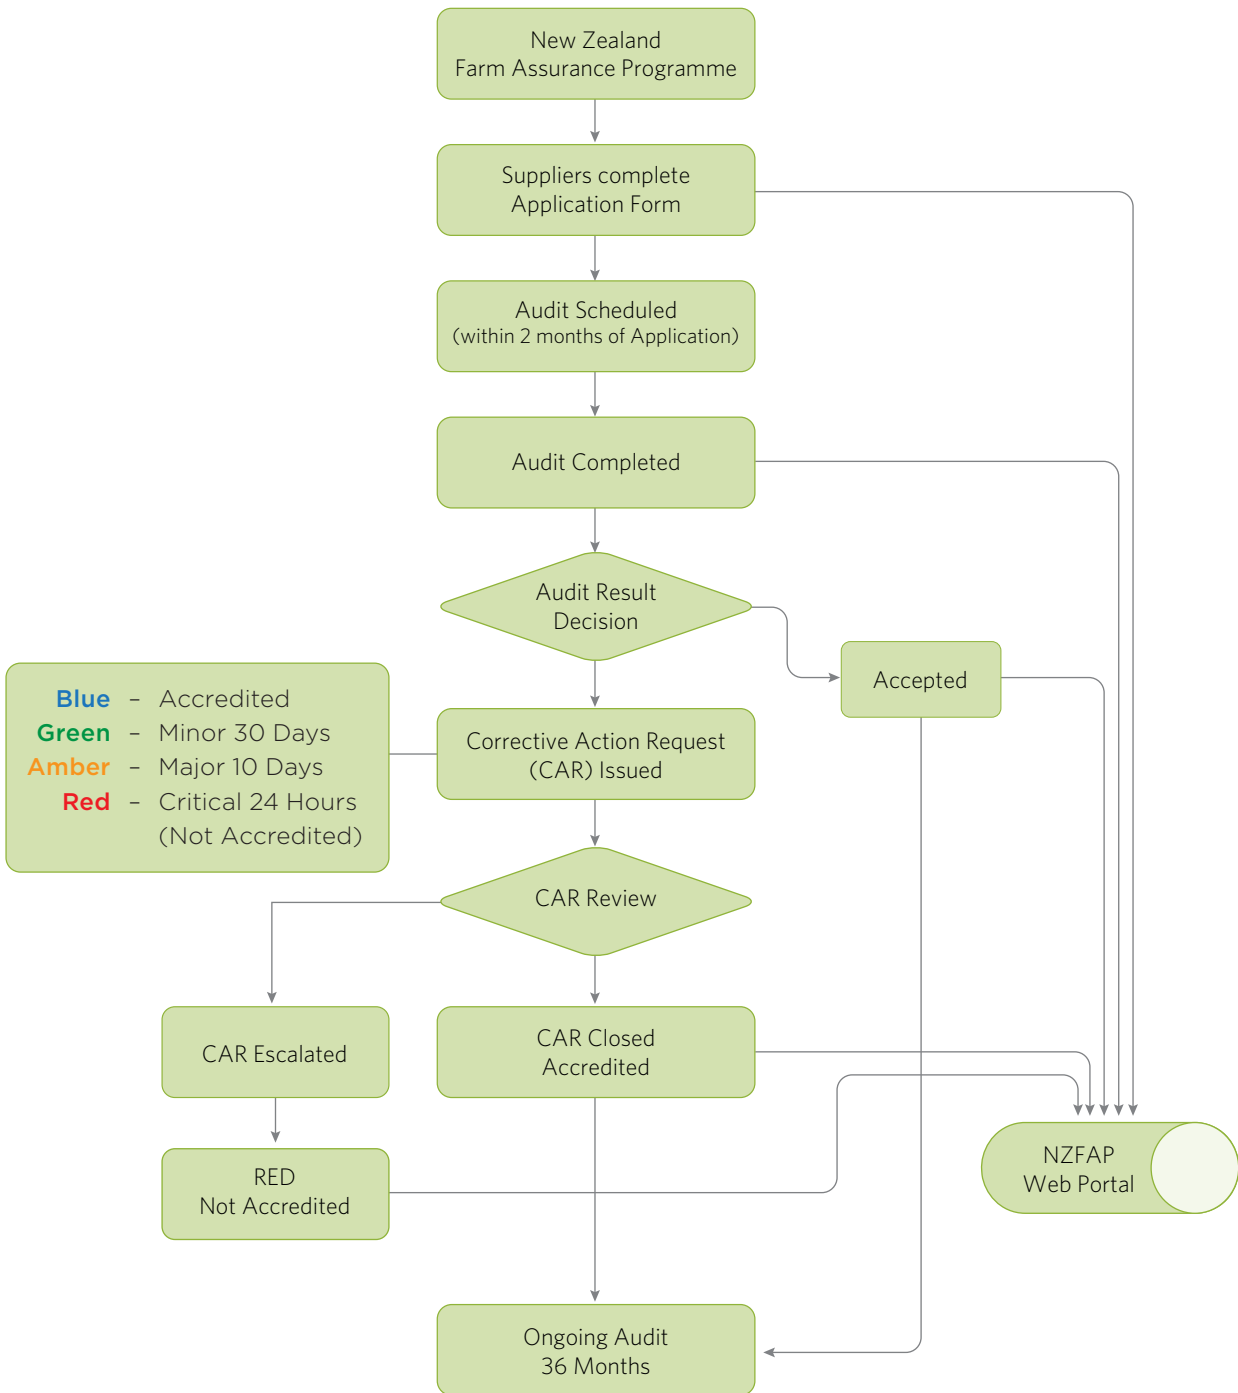 New Zealand
Farm Assurance Programme
Suppliers complete
Application Form
Audit Scheduled
(within 2 months of Application)
Audit Completed
Audit Result
Decision
Accepted
Blue – Accredited
Green – Minor 30 Days
Amber – Major 10 Days
Red – Critical 24 Hours
(Not Accredited)
Corrective Action Request
(CAR) Issued
CAR Review
CAR Escalated
CAR Closed
Accredited
RED
Not Accredited
NZFAP
Web Portal
Ongoing Audit
36 Months